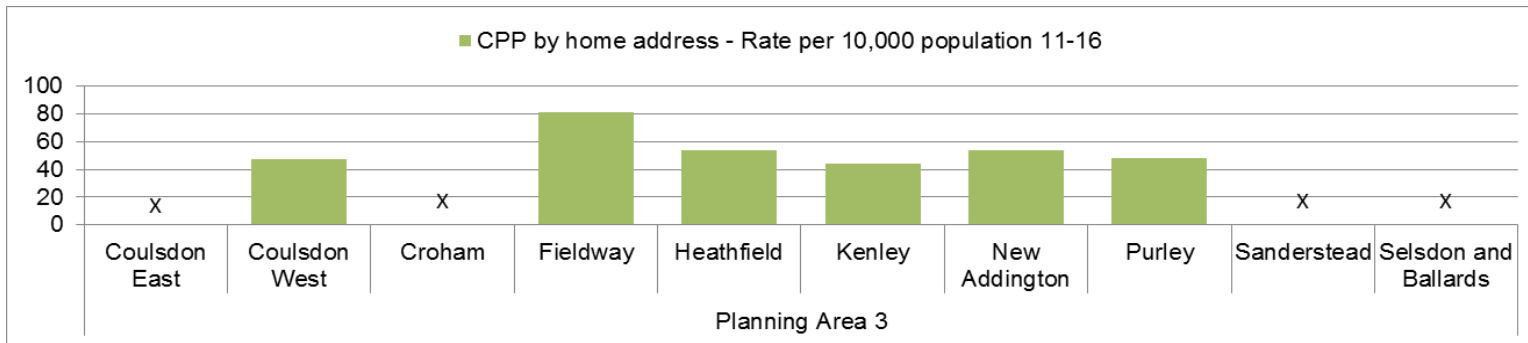 CPP by home address - Rate per 10,000 population 11-16
100
80
60
40
20
0
X
X
X
X
Coulsdon East
Coulsdon West
Croham
Fieldway
Heathfield
Kenley
New Addington
Purley
Sanderstead
Selsdon and Ballards
Planning Area 3